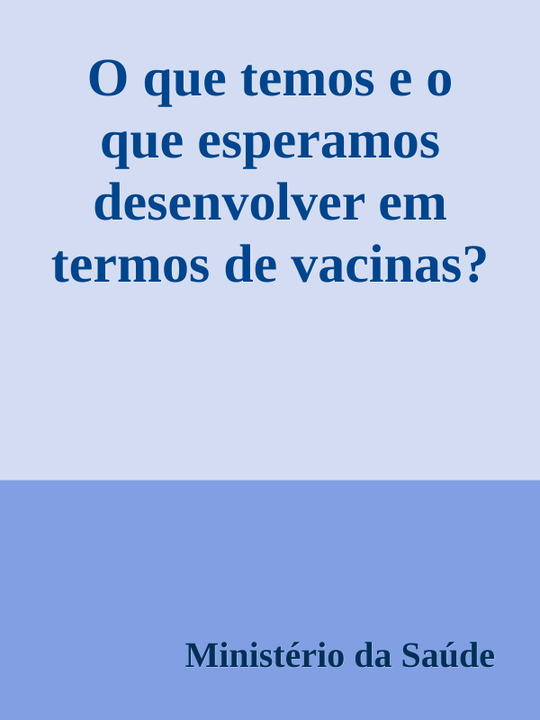 O que temos e o
que esperamos
desenvolver em
termos de vacinas?
Ministério da Saúde